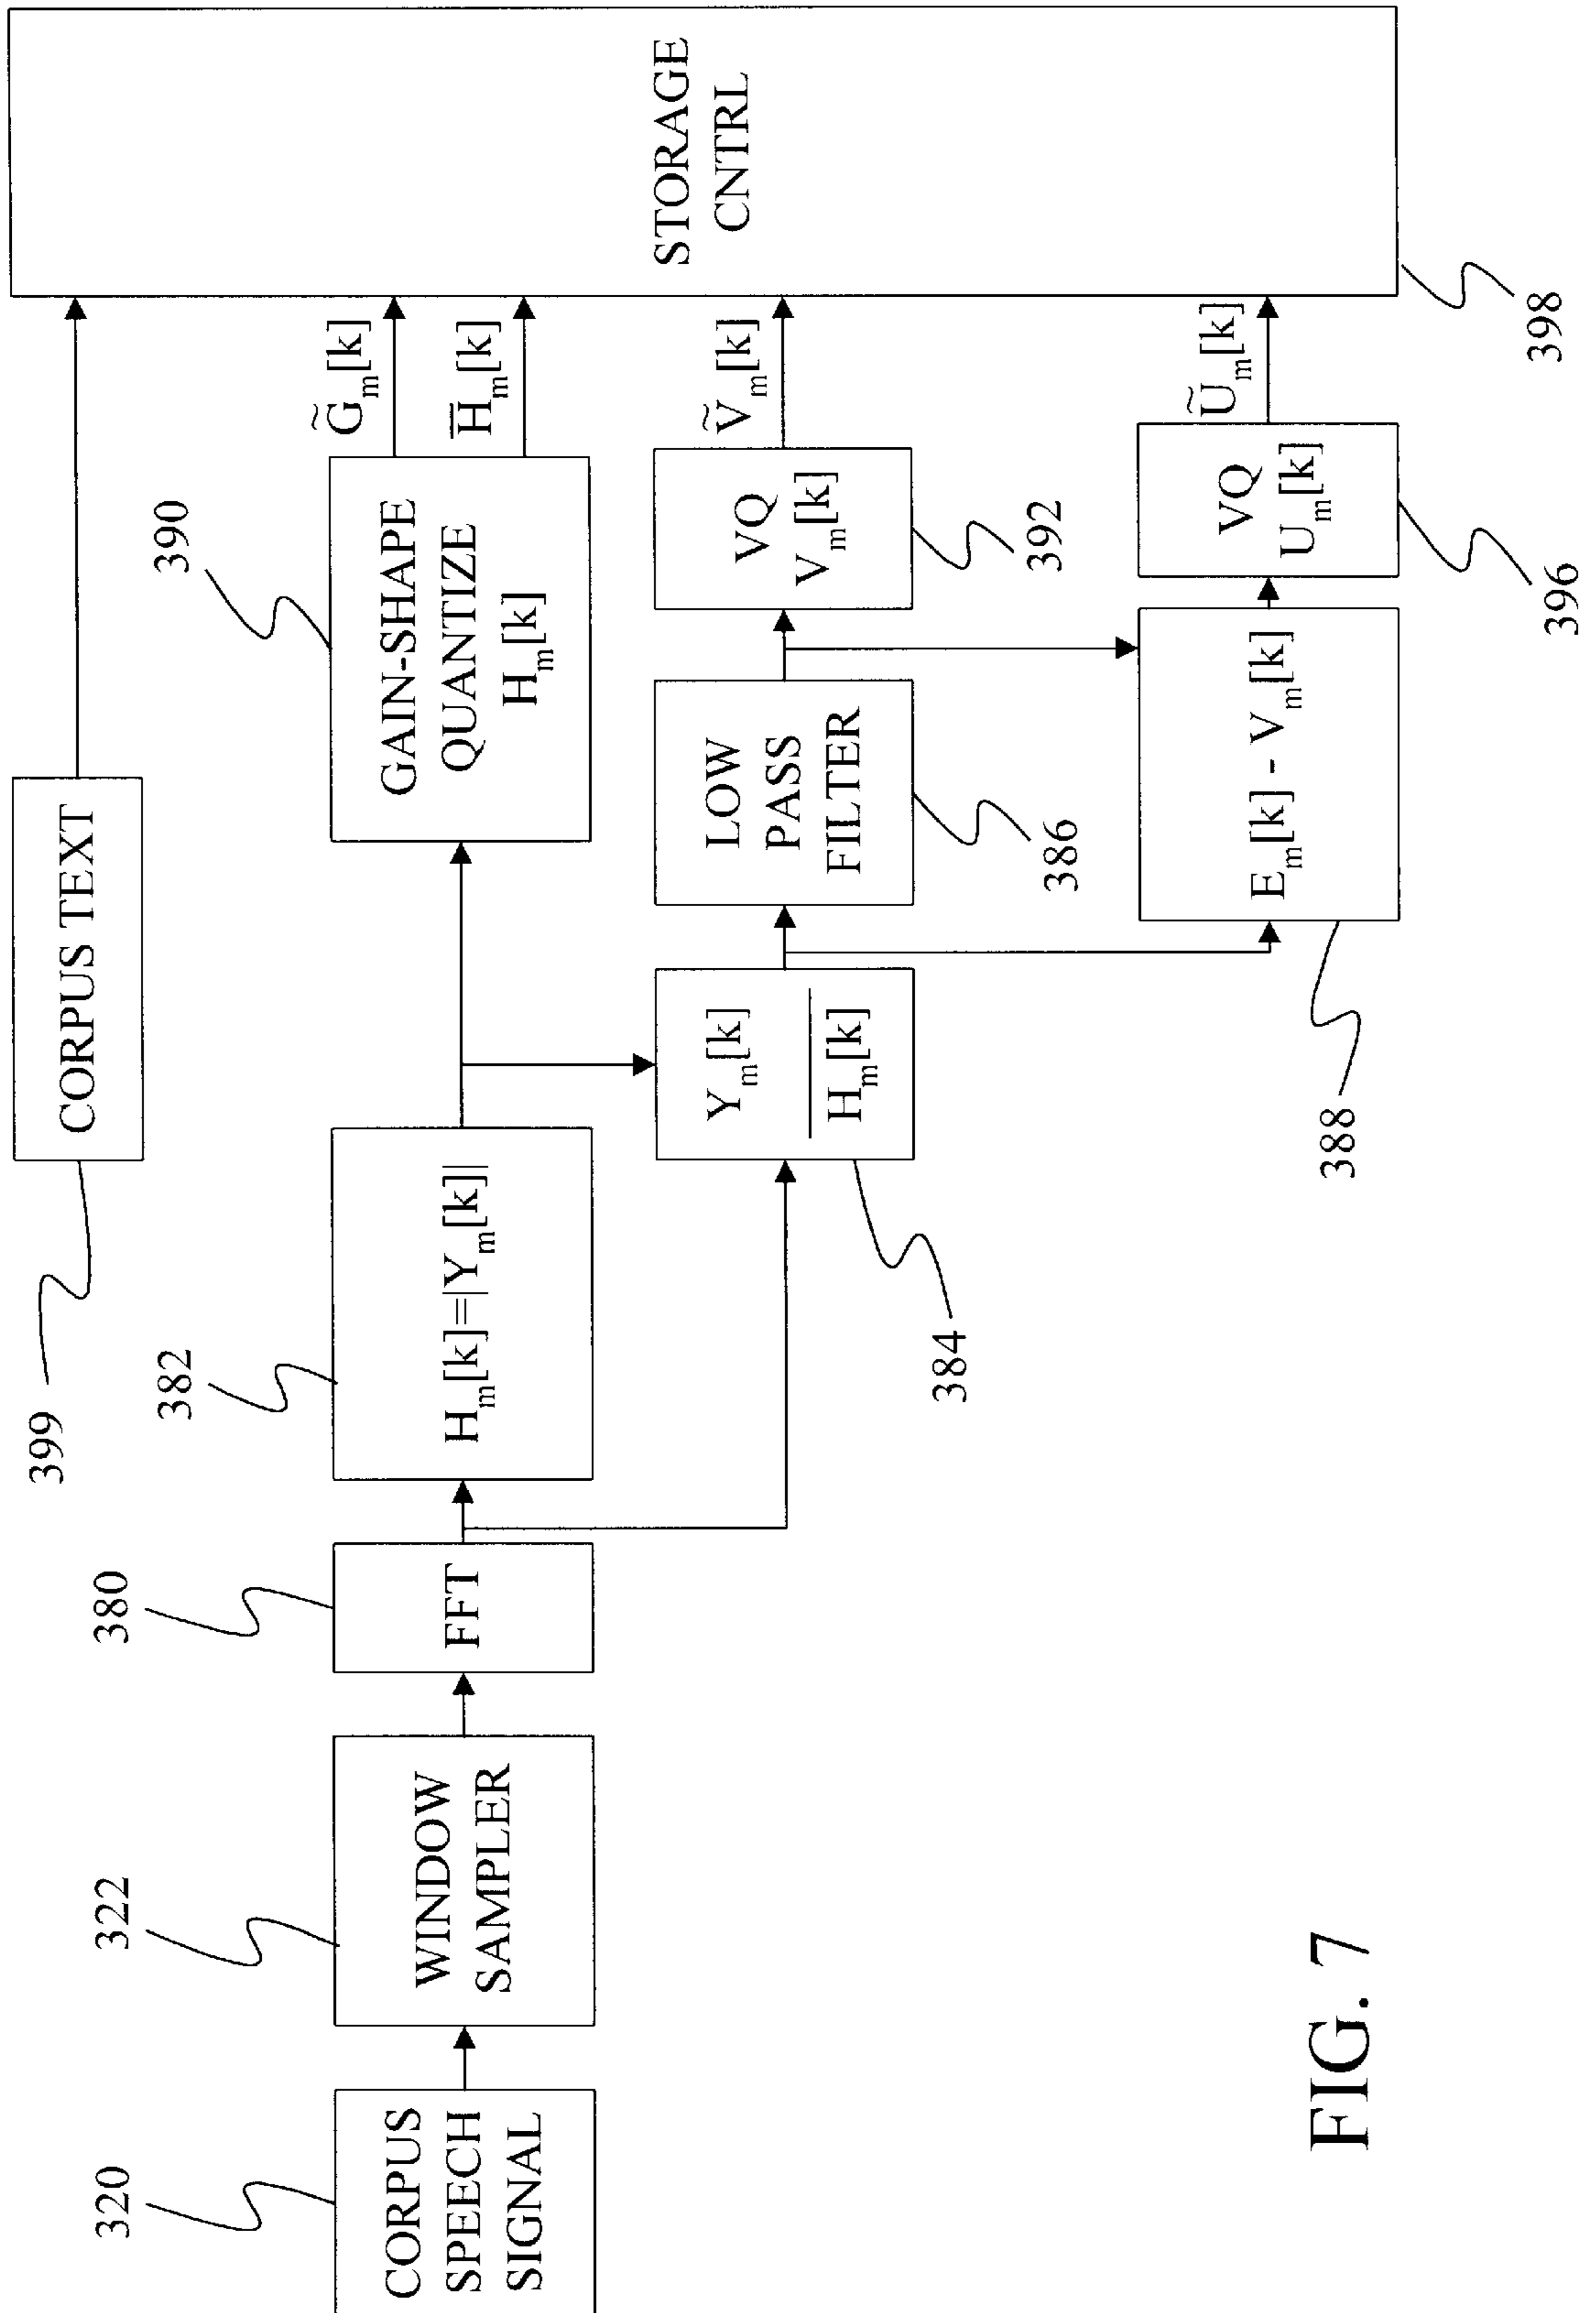 399
CORPUS TEXT
320
CORPUS
SPEECH
SIGNAL
322
WINDOW
SAMPLER
380
FFT
382
Hₘ[k]=|Yₘ[k]|
390
GAIN-SHAPE
QUANTIZE
Hₘ[k]
G̃ₘ[k]
H̅ₘ[k]
384
Yₘ[k]
Hₘ[k]
386
LOW
PASS
FILTER
392
VQ
Vₘ[k]
Ṽₘ[k]
388
Eₘ[k] - Vₘ[k]
396
VQ
Uₘ[k]
Ũₘ[k]
STORAGE
CNTRL
398
FIG. 7